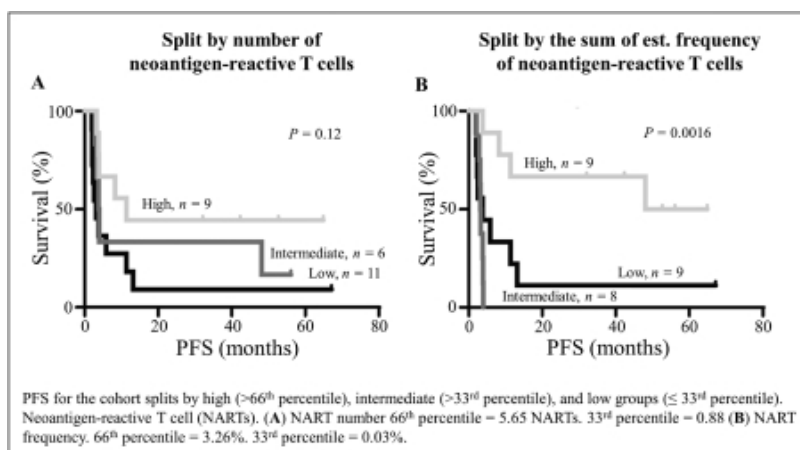 Split by number of
neoantigen-reactive T cells
A
100
50
0
Survival (%)
P = 0.12
High, n = 9
Intermediate, n = 6
Low, n = 11
0 20 40 60 80
PFS (months)
Split by the sum of est. frequency
of neoantigen-reactive T cells
B
100
50
0
Survival (%)
P = 0.0016
High, n = 9
Low, n = 9
Intermediate, n = 8
0 20 40 60 80
PFS (months)
PFS for the cohort splits by high (>66th percentile), intermediate (>33rd percentile), and low groups (≤ 33rd percentile).
Neoantigen-reactive T cell (NARTs). (A) NART number 66th percentile = 5.65 NARTs. 33rd percentile = 0.88 (B) NART
frequency. 66th percentile = 3.26%. 33rd percentile = 0.03%.